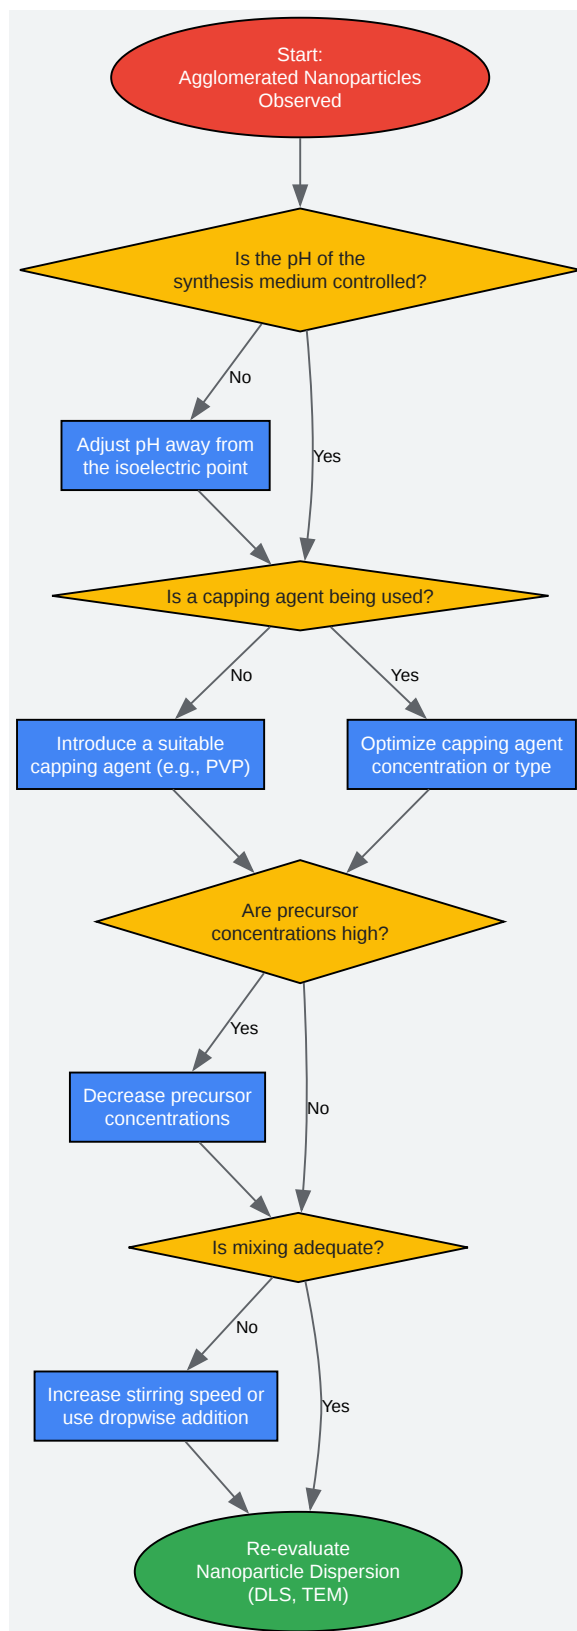 Start:
Agglomerated Nanoparticles
Observed
Is the pH of the
synthesis medium controlled?
No
Adjust pH away from
the isoelectric point
Yes
Is a capping agent being used?
No
Yes
Introduce a suitable
capping agent (e.g., PVP)
Optimize capping agent
concentration or type
Are precursor
concentrations high?
Yes
Decrease precursor
concentrations
No
Is mixing adequate?
No
Increase stirring speed or
use dropwise addition
Yes
Re-evaluate
Nanoparticle Dispersion
(DLS, TEM)